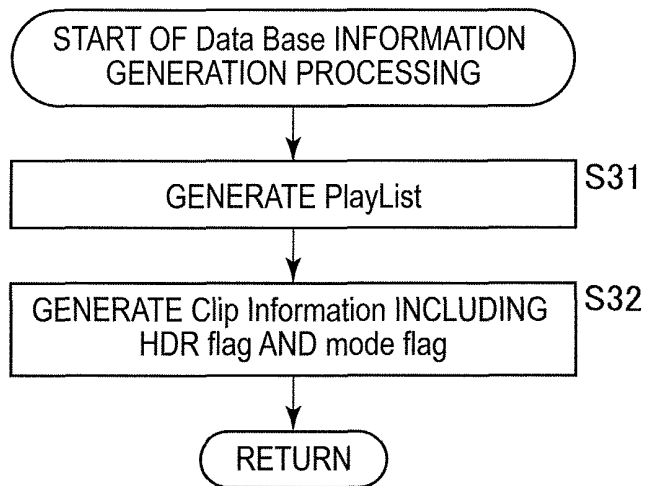 START OF Data Base INFORMATION
GENERATION PROCESSING
GENERATE PlayList
S31
GENERATE Clip Information INCLUDING
HDR flag AND mode flag
S32
RETURN